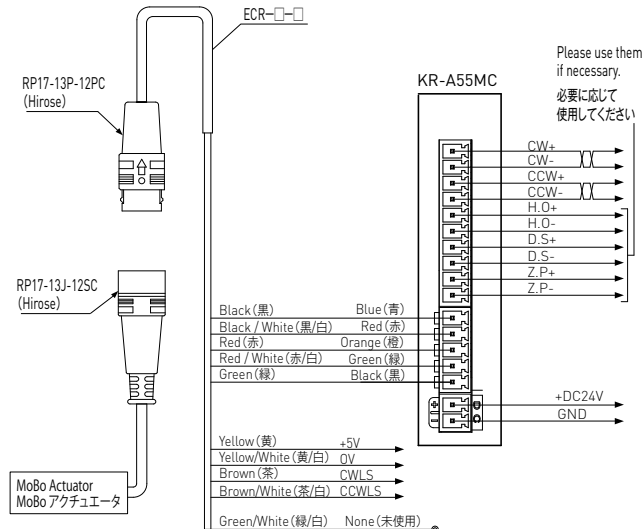 ECR-□-□
RP17-13P-12PC
(Hirose)
KR-A55MC
Please use them
if necessary.
必要に応じて
使用してください
CW+
CW-
CCW+
CCW-
H.O+
H.O-
D.S+
D.S-
Z.P+
Z.P-
RP17-13J-12SC
(Hirose)
Black(黒) Blue(青)
Black / White(黒/白) Red(赤)
Red(赤) Orange(橙)
Red / White(赤/白) Green(緑)
Green(緑) Black(黒)
+DC24V
GND
Yellow(黄) +5V
Yellow/White(黄/白) 0V
Brown(茶) CWLS
Brown/White(茶/白) CCWLS
Green/White(緑/白) None(未使用)
MoBo Actuator
MoBo アクチュエータ